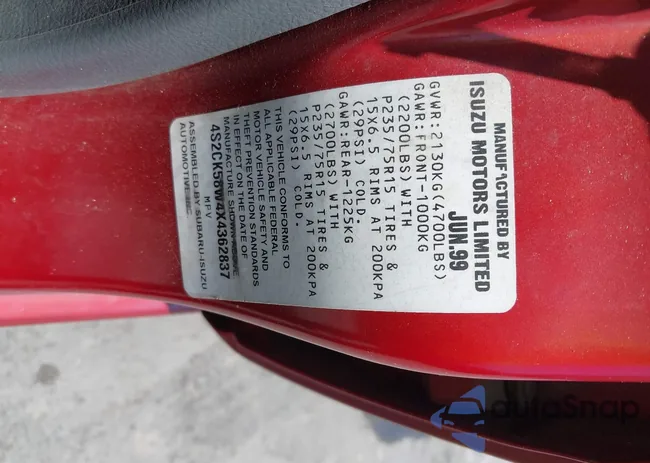 MANUFACTURED BY
ISUZU MOTORS LIMITED
JUN.99
GVWR:2130KG(4700LBS)
GAWR:FRONT-1000KG
(2200LBS) WITH
P235/75R15 TIRES &
15X6.5 RIMS AT 200KPA
(29PSI) COLD.
GAWR:REAR-1225KG
(2700LBS) WITH
P235/75R15 TIRES &
15X6.5 RIMS AT 200KPA
(29PSI) COLD.
THIS VEHICLE CONFORMS TO
ALL APPLICABLE FEDERAL
MOTOR VEHICLE SAFETY AND
THEFT PREVENTION STANDARDS
IN EFFECT ON THE DATE OF
MANUFACTURE SHOWN ABOVE
4S2CK58W4X4362837
MPV
ASSEMBLED BY SUBARU-ISUZU
AUTOMOTIVE INC
autoSnap